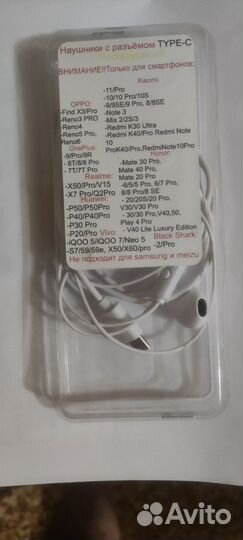 Наушники с разъёмом TYPE-C
ВНИМАНИЕ!!Только для смартфонов:
Xiaomi:
-11/Pro
-10/10 Pro/10S
-9/9SE/9 Pro, 8/8SE
-Note 3
-Mix 2/2S/3
-Redmi K30 Ultra
-Redmi K40/Pro Redmi Note
10
ProK40/Pro,RedmiNote10Pro
OPPO:
-Find X3/Pro
-Reno3 PRO
-Reno4
-Reno5 Pro,
Reno6
OnePlus:
-9/Pro/9R
- 8T/8/8 Pro
- 7T/7T Pro
Realme:
-X50/Pro/V15
-X7 Pro/Q2Pro
Huawei:
-P50/P50Pro
-P40/P40Pro
-P30 Pro
-P20/Pro
Honor:
-Mate 30 Pro,
Mate 40 Pro,
Mate 20 Pro
-6/5/5 Pro, 6/7 Pro,
8/8 Pro/S 5E
- 20/20S/20 Pro,
V30/V30 Pro
- 30/30 Pro,V40,50,
Play 4 Pro
- V40 Lite Luxury Edition
Vivo:
-iQOO 5/iQOO 7/Neo 5
-S7/59/59e, X50/X60/pro
Black Shark:
-2/Pro
Не подходит для samsung и meizu
Avito